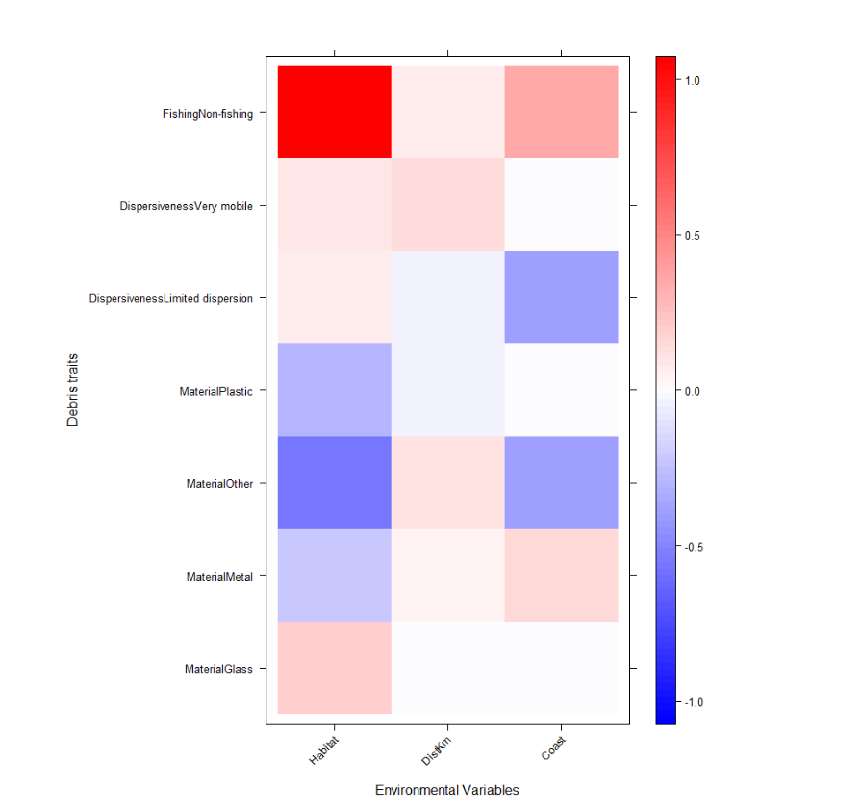 FishingNon-fishing
DispersivenessVery mobile
DispersivenessLimited dispersion
MaterialPlastic
MaterialOther
MaterialMetal
MaterialGlass
Debris traits
Habitat
DistKm
Coast
Environmental Variables
1.0
0.5
0.0
-0.5
-1.0